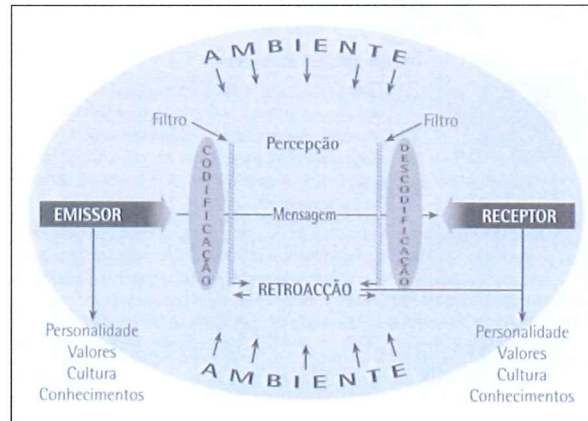 AMBIENTE
Filtro
Filtro
Percepção
CODIFICAÇÃO
DESCODIFICAÇÃO
EMISSOR
Mensagem
RECEPTOR
RETROACÇÃO
Personalidade
Valores
Cultura
Conhecimentos
Personalidade
Valores
Cultura
Conhecimentos
AMBIENTE